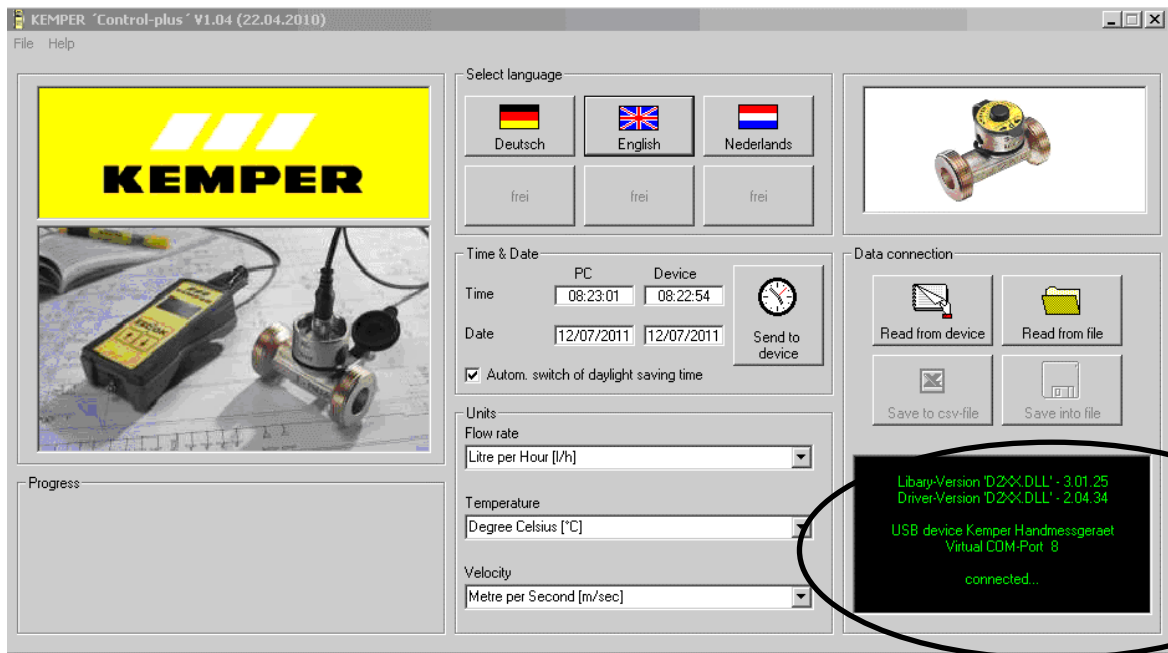 KEMPER ´Control-plus´ V1.04 (22.04.2010)
File Help
KEMPER
Select language
Deutsch English Nederlands
frei frei frei
Time & Date
PC Device
Time 08:23:01 08:22:54
Date 12/07/2011 12/07/2011
Send to
device
Autom. switch of daylight saving time
Units
Flow rate
Litre per Hour [l/h]
Temperature
Degree Celsius [°C]
Velocity
Metre per Second [m/sec]
Data connection
Read from device Read from file
Save to csv-file Save into file
Libary-Version 'D2XX.DLL' - 3.01.25
Driver-Version 'D2XX.DLL' - 2.04.34
USB device Kemper Handmessgeraet
Virtual COM-Port 8
connected...
Progress